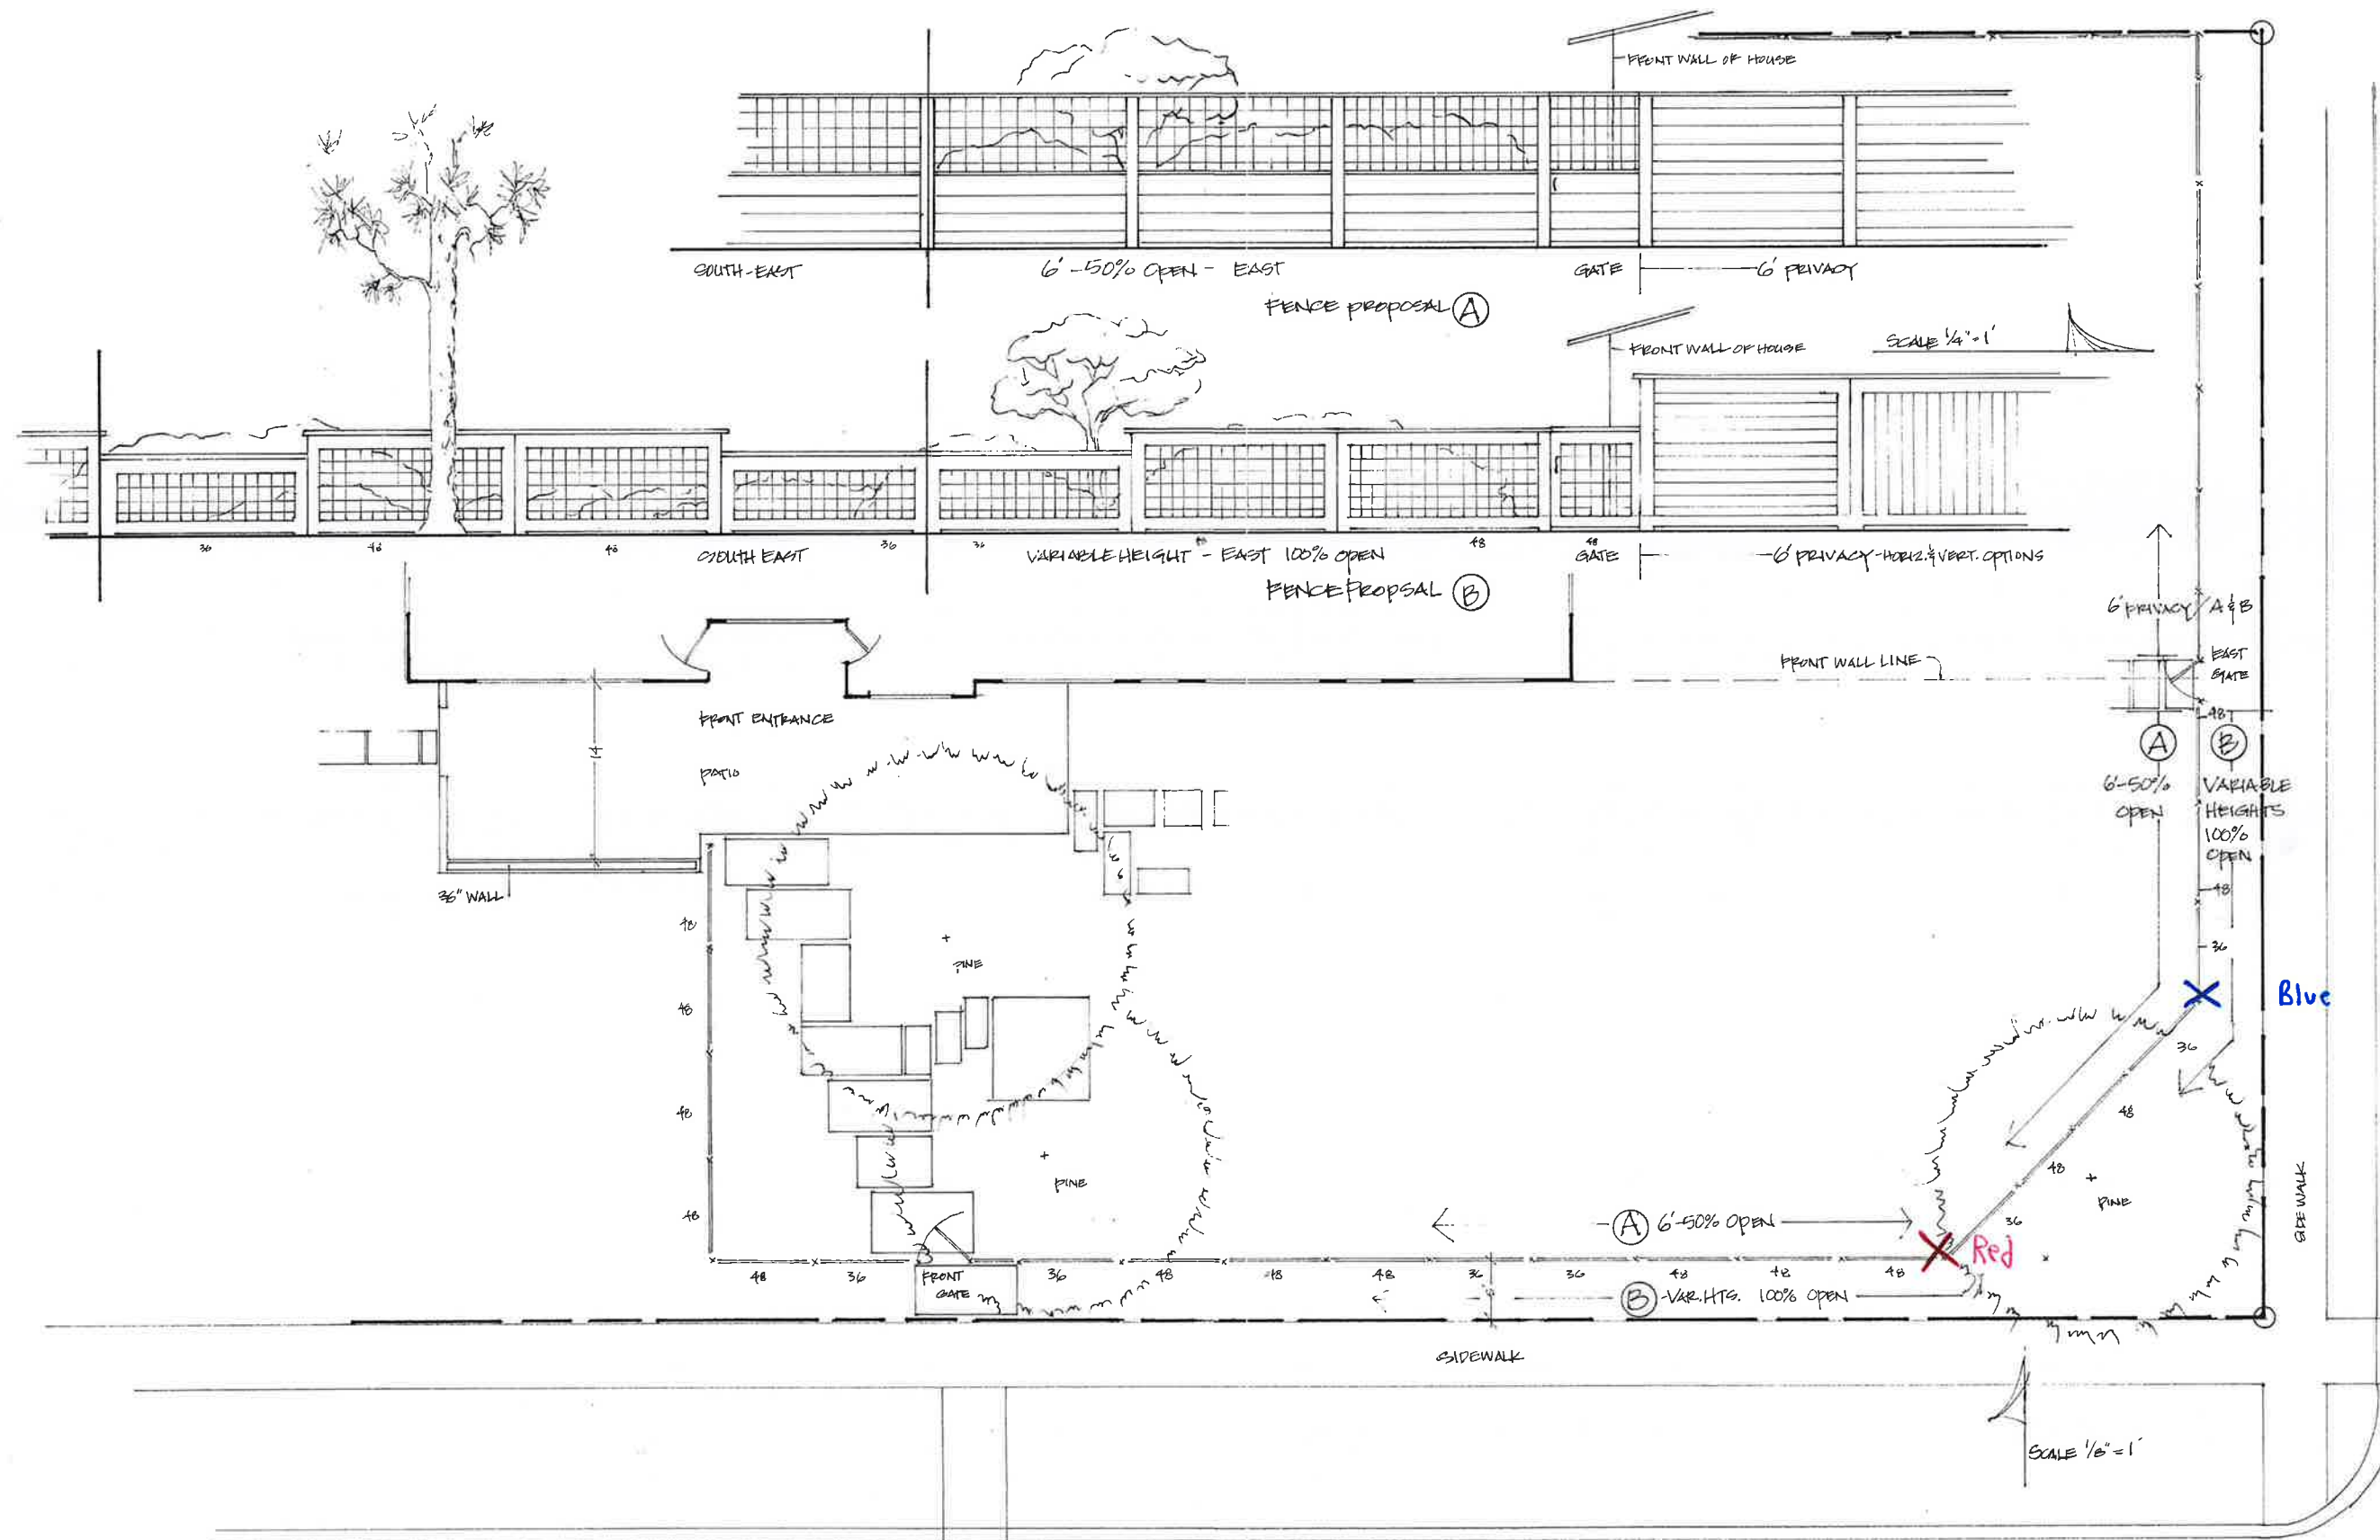 FRONT WALL OF HOUSE
SOUTH-EAST
6' -50% OPEN - EAST
GATE
6' PRIVACY
FENCE PROPOSAL A
FRONT WALL OF HOUSE
SCALE 1/4"=1'
36
48
48
SOUTH EAST
36
36
VARIABLE HEIGHT - EAST 100% OPEN
48
48
GATE
6' PRIVACY-HORIZ.&VERT. OPTIONS
FENCE PROPSAL B
6' PRIVACY A & B
FRONT WALL LINE
EAST
GATE
FRONT ENTRANCE
PATIO
14
36" WALL
48
A
B
6'-50%
OPEN
VARIABLE
HEIGHTS
100%
OPEN
48
36
Blue
48
48
48
48
PINE
PINE
36
48
48
36
PINE
SIDEWALK
A 6'-50% OPEN
Red
48
36
FRONT
GATE
36
48
48
48
36
36
48
48
48
B -VAR.HTS. 100% OPEN
SIDEWALK
SCALE 1/8"=1'